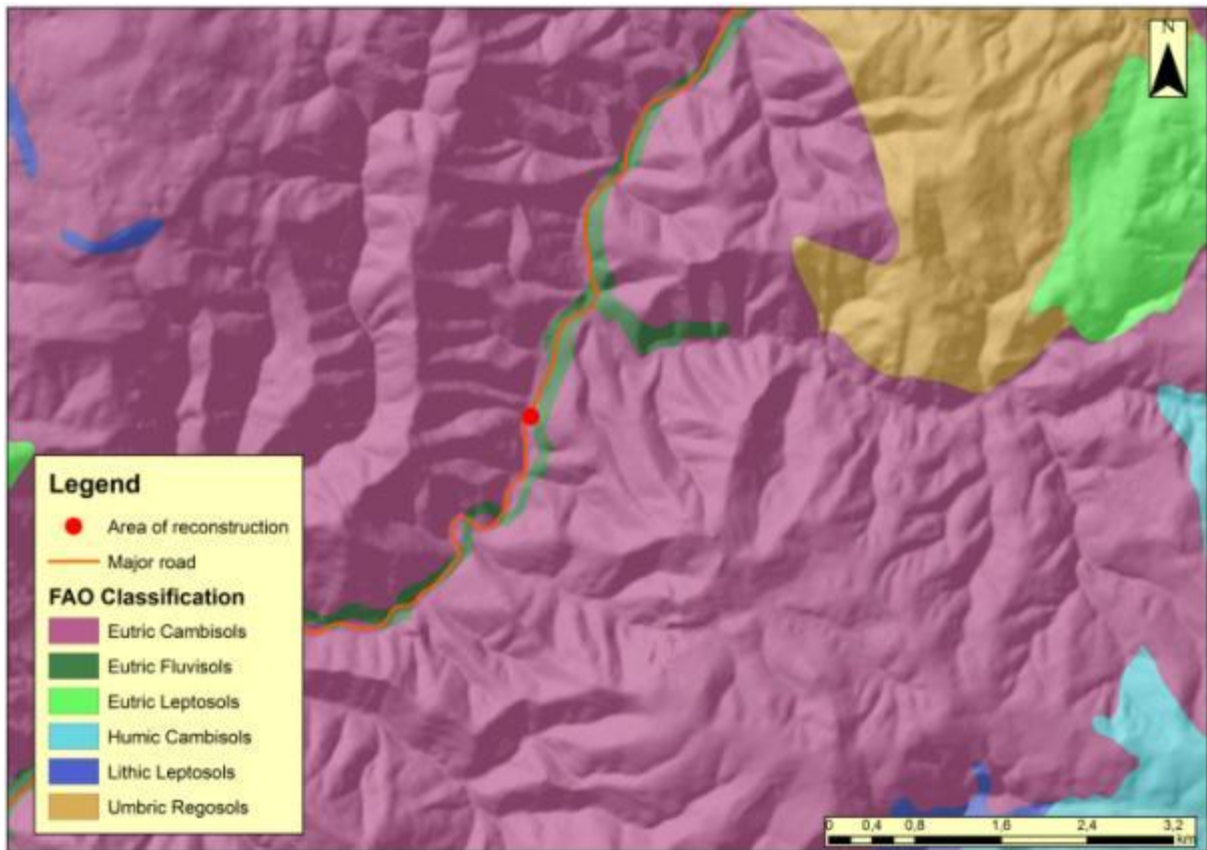 N
Legend
Area of reconstruction
Major road
FAO Classification
Eutric Cambisols
Eutric Fluvisols
Eutric Leptosols
Humic Cambisols
Lithic Leptosols
Umbric Regosols
0 0,4 0,8 1,6 2,4 3,2
km